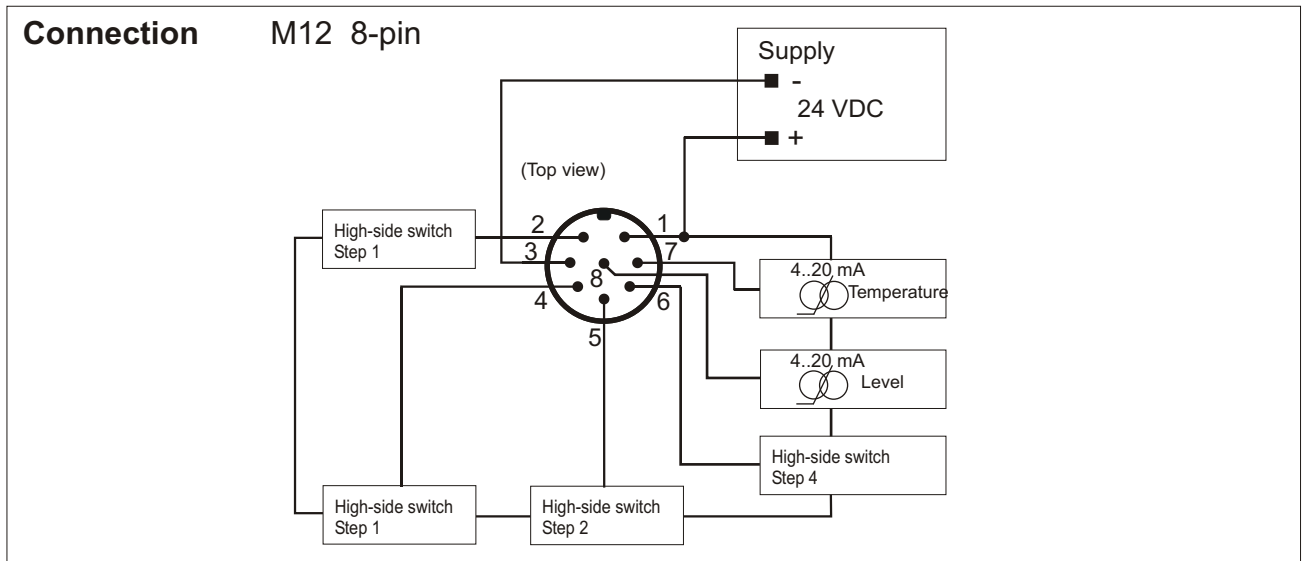 Connection M12 8-pin
Supply
-
24 VDC
+
(Top view)
High-side switch
Step 1
2
1
3
7
8
4
6
5
4..20 mA
Temperature
4..20 mA
Level
High-side switch
Step 4
High-side switch
Step 1
High-side switch
Step 2